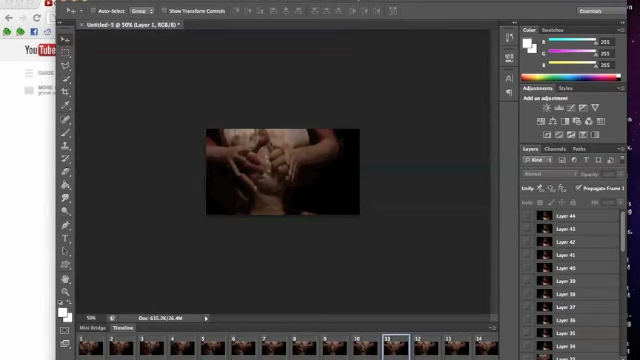 Auto-Select:
Group
Show Transform Controls
Essentials
Untitled-5 @ 50% (Layer 1, RGB/8) *
You Tube
GUIDE
Color
Swatches
R
255
G
255
B
255
Adjustments
Styles
Add an adjustment
Layers
Channels
Paths
Kind
Normal
Opacity:
Unify:
Propagate Frame 1
Lock:
Fill:
Layer 44
Layer 43
Layer 42
Layer 41
Layer 40
Layer 39
Layer 38
Layer 37
Layer 36
Layer 35
Layer 34
50%
Doc: 615.2K/26.4M
Mini Bridge
Timeline
1
2
3
4
5
6
7
8
9
10
11
12
13
14